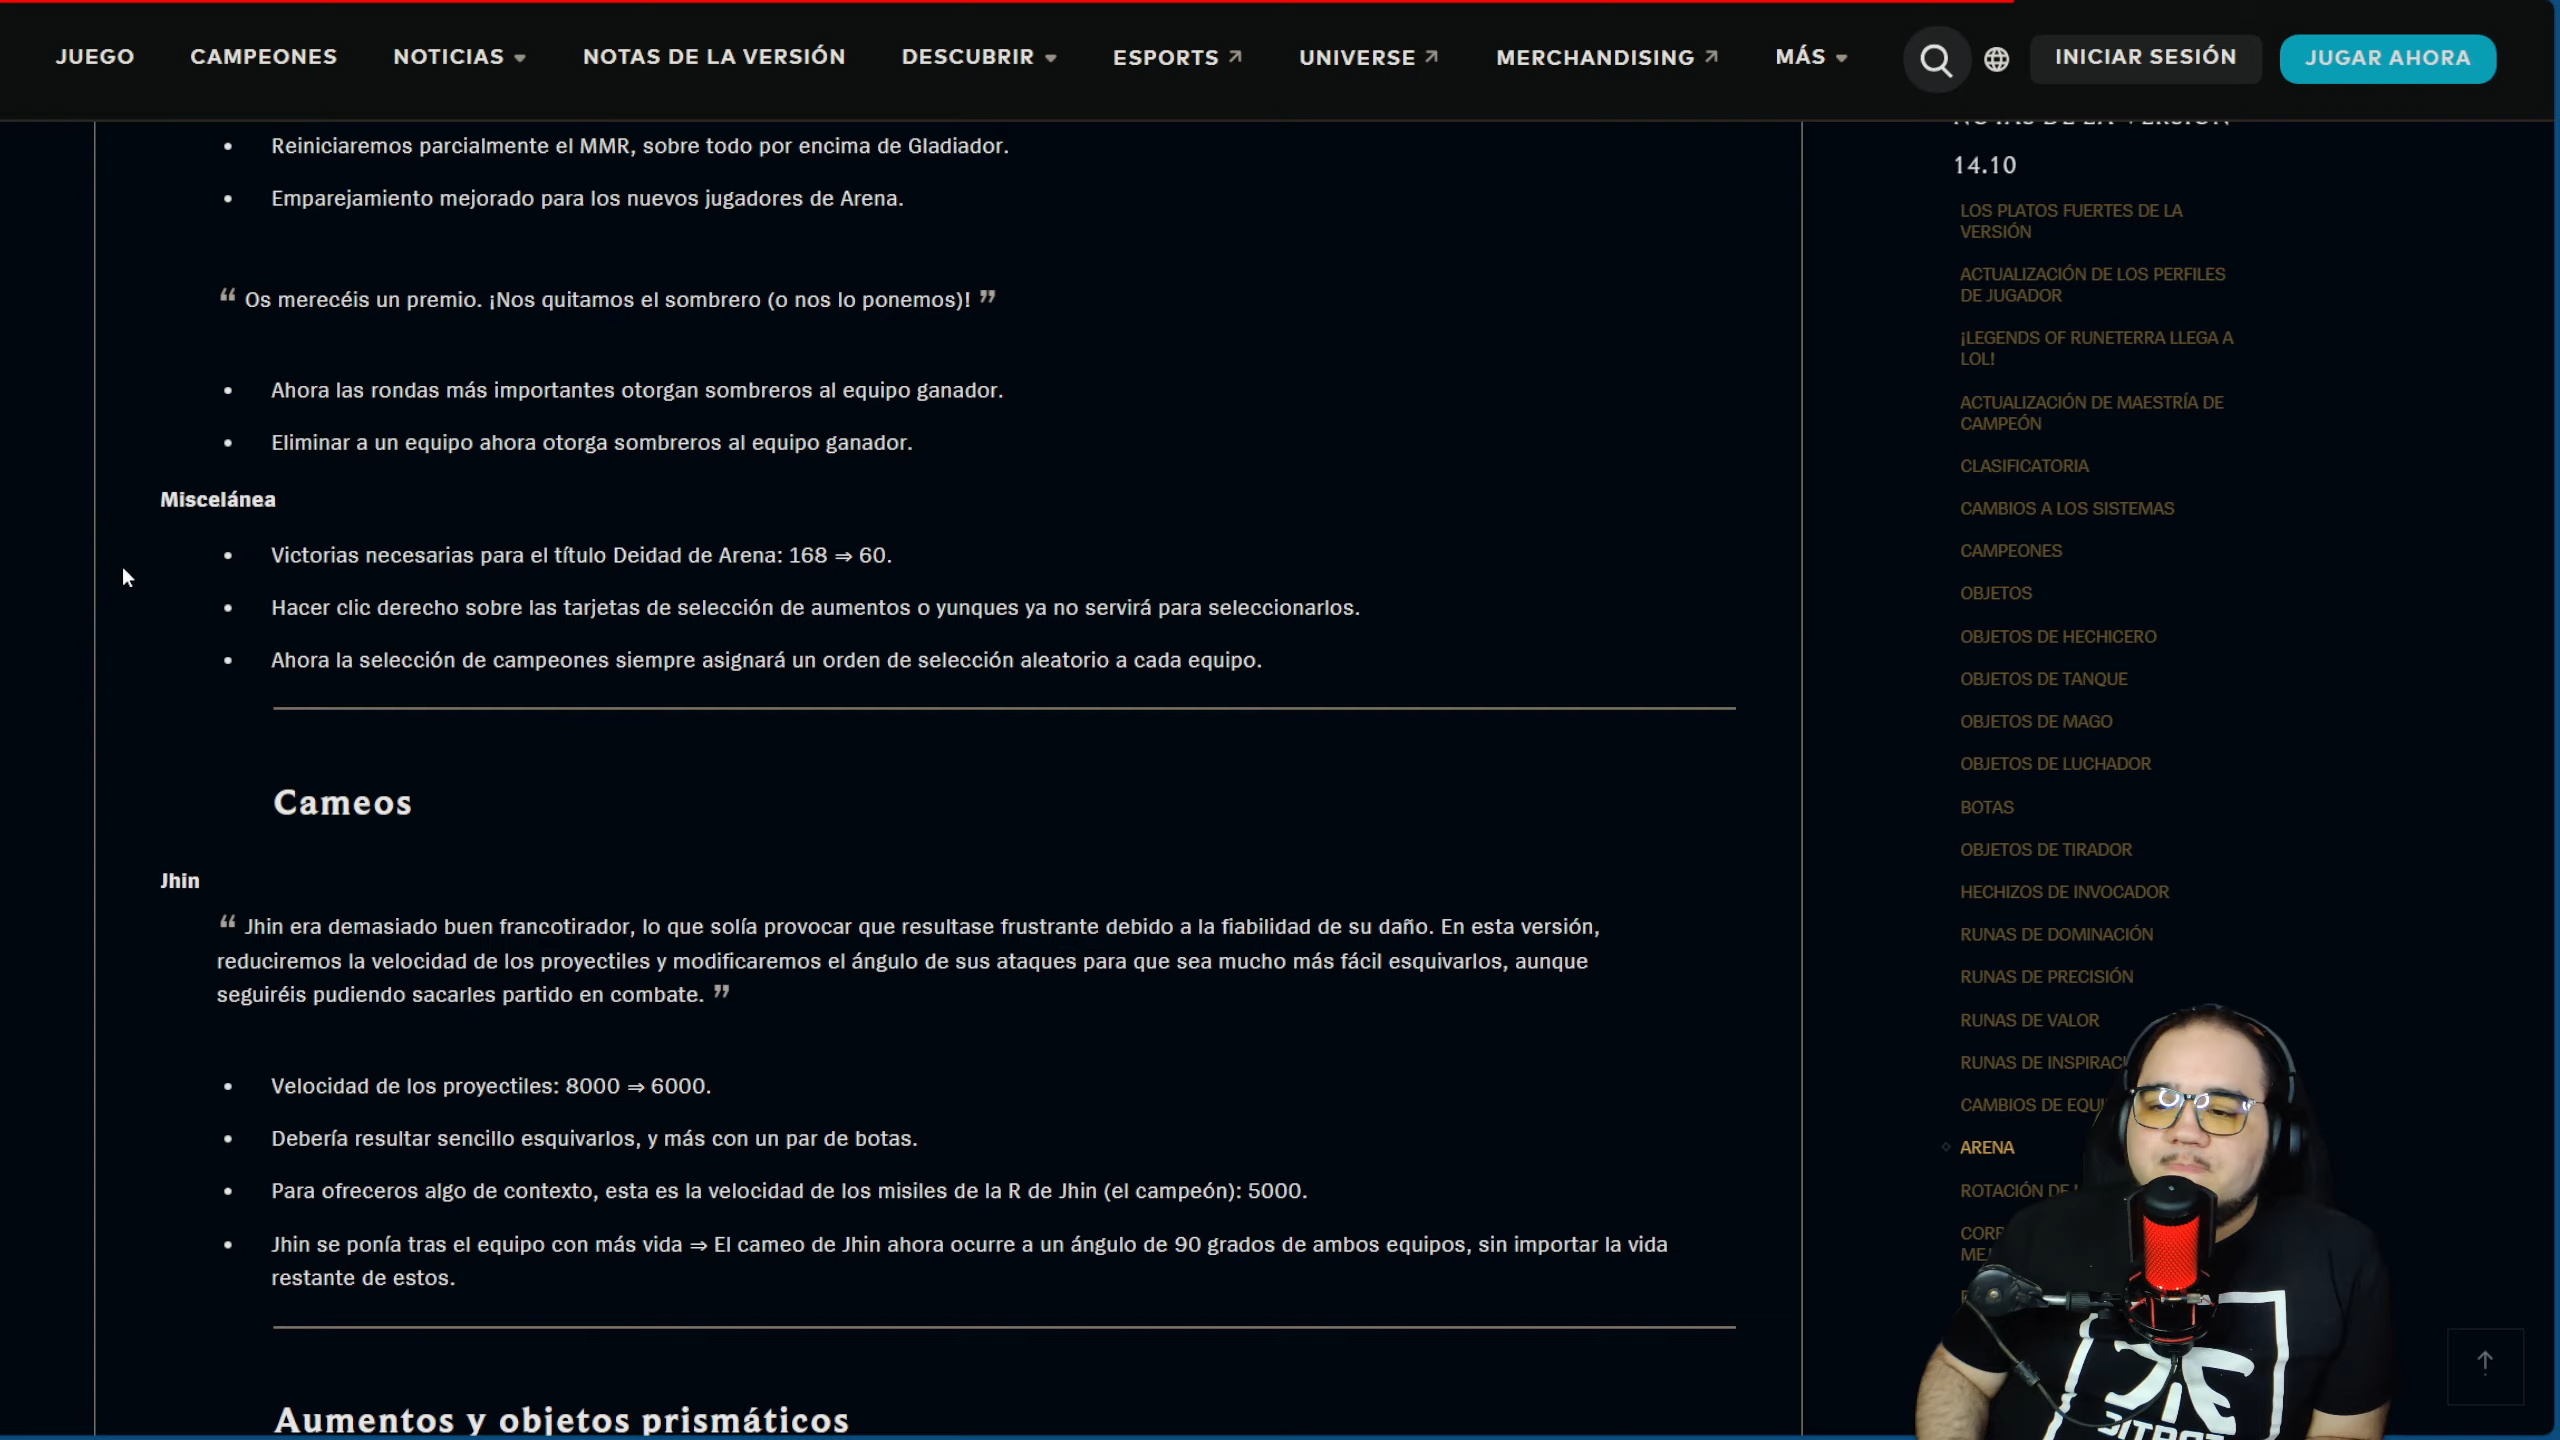 JUEGO CAMPEONES NOTICIAS NOTAS DE LA VERSIÓN DESCUBRIR ESPORTS UNIVERSE MERCHANDISING MÁS INICIAR SESIÓN JUGAR AHORA
• Reiniciaremos parcialmente el MMR, sobre todo por encima de Gladiador.
• Emparejamiento mejorado para los nuevos jugadores de Arena.
“ Os merecéis un premio. ¡Nos quitamos el sombrero (o nos lo ponemos)! ”
• Ahora las rondas más importantes otorgan sombreros al equipo ganador.
• Eliminar a un equipo ahora otorga sombreros al equipo ganador.
Miscelánea
• Victorias necesarias para el título Deidad de Arena: 168 ⇒ 60.
• Hacer clic derecho sobre las tarjetas de selección de aumentos o yunques ya no servirá para seleccionarlos.
• Ahora la selección de campeones siempre asignará un orden de selección aleatorio a cada equipo.
Cameos
Jhin
“ Jhin era demasiado buen francotirador, lo que solía provocar que resultase frustrante debido a la fiabilidad de su daño. En esta versión,
reduciremos la velocidad de los proyectiles y modificaremos el ángulo de sus ataques para que sea mucho más fácil esquivarlos, aunque
seguiréis pudiendo sacarles partido en combate. ”
• Velocidad de los proyectiles: 8000 ⇒ 6000.
• Debería resultar sencillo esquivarlos, y más con un par de botas.
• Para ofreceros algo de contexto, esta es la velocidad de los misiles de la R de Jhin (el campeón): 5000.
• Jhin se ponía tras el equipo con más vida ⇒ El cameo de Jhin ahora ocurre a un ángulo de 90 grados de ambos equipos, sin importar la vida
restante de estos.
Aumentos y objetos prismáticos
NOTAS DE LA VERSIÓN
14.10
LOS PLATOS FUERTES DE LA
VERSIÓN
ACTUALIZACIÓN DE LOS PERFILES
DE JUGADOR
¡LEGENDS OF RUNETERRA LLEGA A
LOL!
ACTUALIZACIÓN DE MAESTRÍA DE
CAMPEÓN
CLASIFICATORIA
CAMBIOS A LOS SISTEMAS
CAMPEONES
OBJETOS
OBJETOS DE HECHICERO
OBJETOS DE TANQUE
OBJETOS DE MAGO
OBJETOS DE LUCHADOR
BOTAS
OBJETOS DE TIRADOR
HECHIZOS DE INVOCADOR
RUNAS DE DOMINACIÓN
RUNAS DE PRECISIÓN
RUNAS DE VALOR
RUNAS DE INSPIRACI
CAMBIOS DE EQUI
ARENA
ROTACIÓN DE